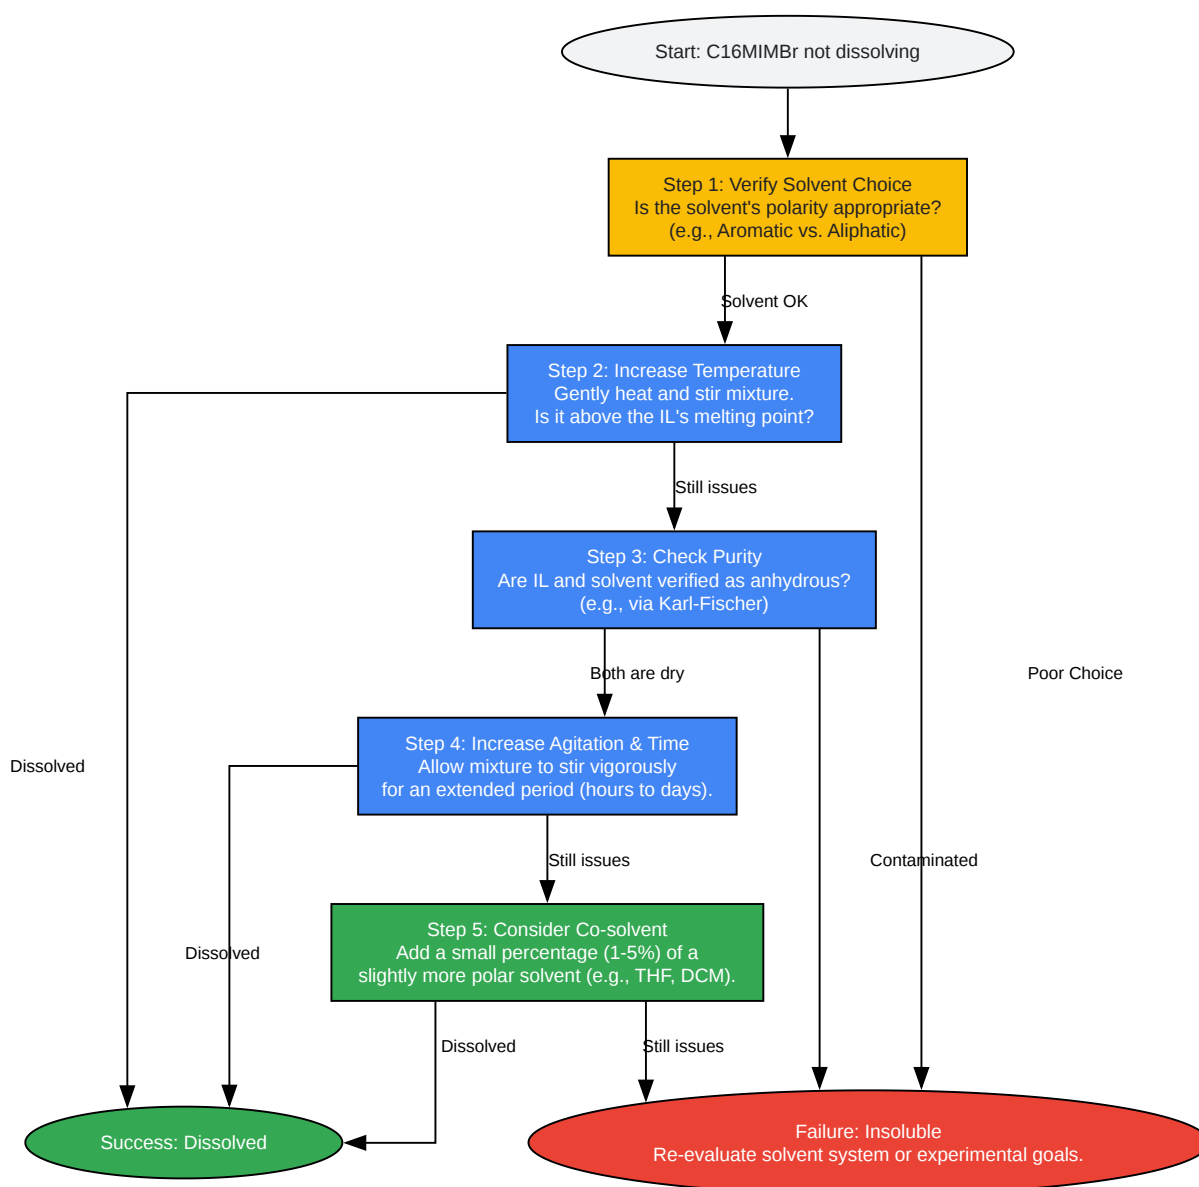 Start: C16MIMBr not dissolving
Step 1: Verify Solvent Choice
Is the solvent's polarity appropriate?
(e.g., Aromatic vs. Aliphatic)
Solvent OK
Step 2: Increase Temperature
Gently heat and stir mixture.
Is it above the IL's melting point?
Still issues
Step 3: Check Purity
Are IL and solvent verified as anhydrous?
(e.g., via Karl-Fischer)
Both are dry
Poor Choice
Step 4: Increase Agitation & Time
Allow mixture to stir vigorously
for an extended period (hours to days).
Dissolved
Still issues
Contaminated
Step 5: Consider Co-solvent
Add a small percentage (1-5%) of a
slightly more polar solvent (e.g., THF, DCM).
Dissolved
Dissolved
Still issues
Success: Dissolved
Failure: Insoluble
Re-evaluate solvent system or experimental goals.